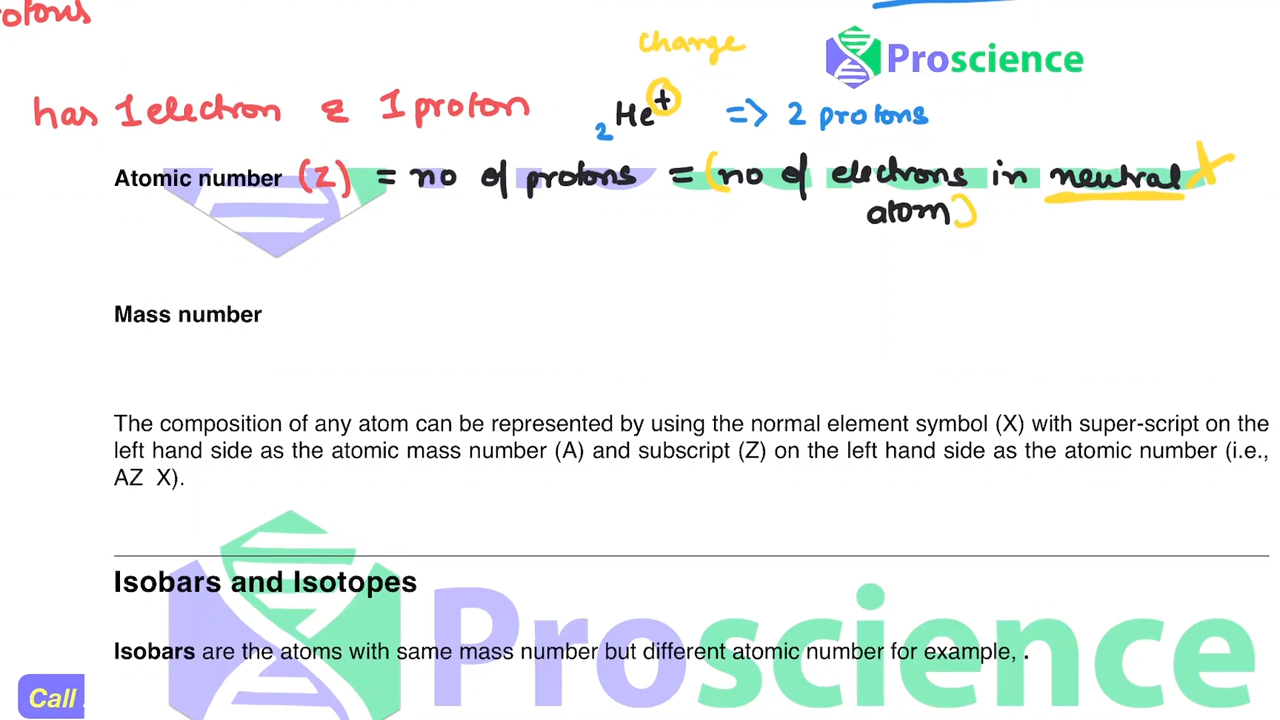 protons
charge
Proscience
has 1 electron & 1 proton 2He+ => 2 protons
Atomic number (Z) = no of protons = (no of electrons in neutral X
atom)
Mass number
The composition of any atom can be represented by using the normal element symbol (X) with super-script on the
left hand side as the atomic mass number (A) and subscript (Z) on the left hand side as the atomic number (i.e.,
AZ X).
Isobars and Isotopes
Proscience
Isobars are the atoms with same mass number but different atomic number for example, .
Call